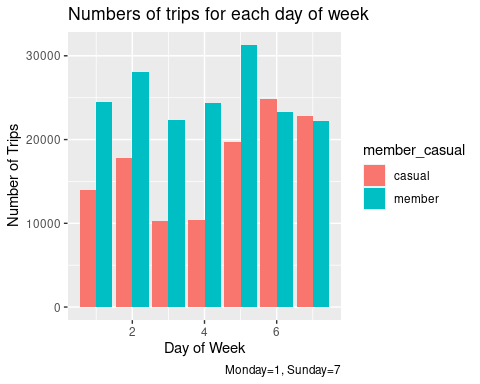 Numbers of trips for each day of week
30000
20000
10000
0
Number of Trips
2 4 6
Day of Week
Monday=1, Sunday=7
member_casual
casual
member